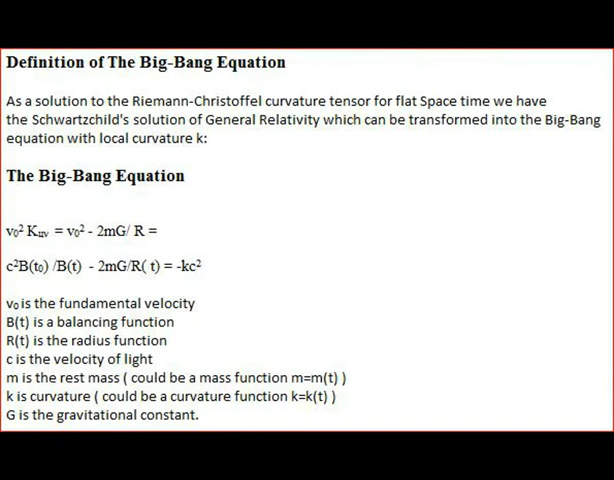 Definition of The Big-Bang Equation
As a solution to the Riemann-Christoffel curvature tensor for flat Space time we have
the Schwartzchild's solution of General Relativity which can be transformed into the Big-Bang
equation with local curvature k:
The Big-Bang Equation
v₀² Kᵤᵥ = v₀² - 2mG/ R =
c²B(t₀) /B(t) - 2mG/R( t) = -kc²
v₀ is the fundamental velocity
B(t) is a balancing function
R(t) is the radius function
c is the velocity of light
m is the rest mass ( could be a mass function m=m(t) )
k is curvature ( could be a curvature function k=k(t) )
G is the gravitational constant.